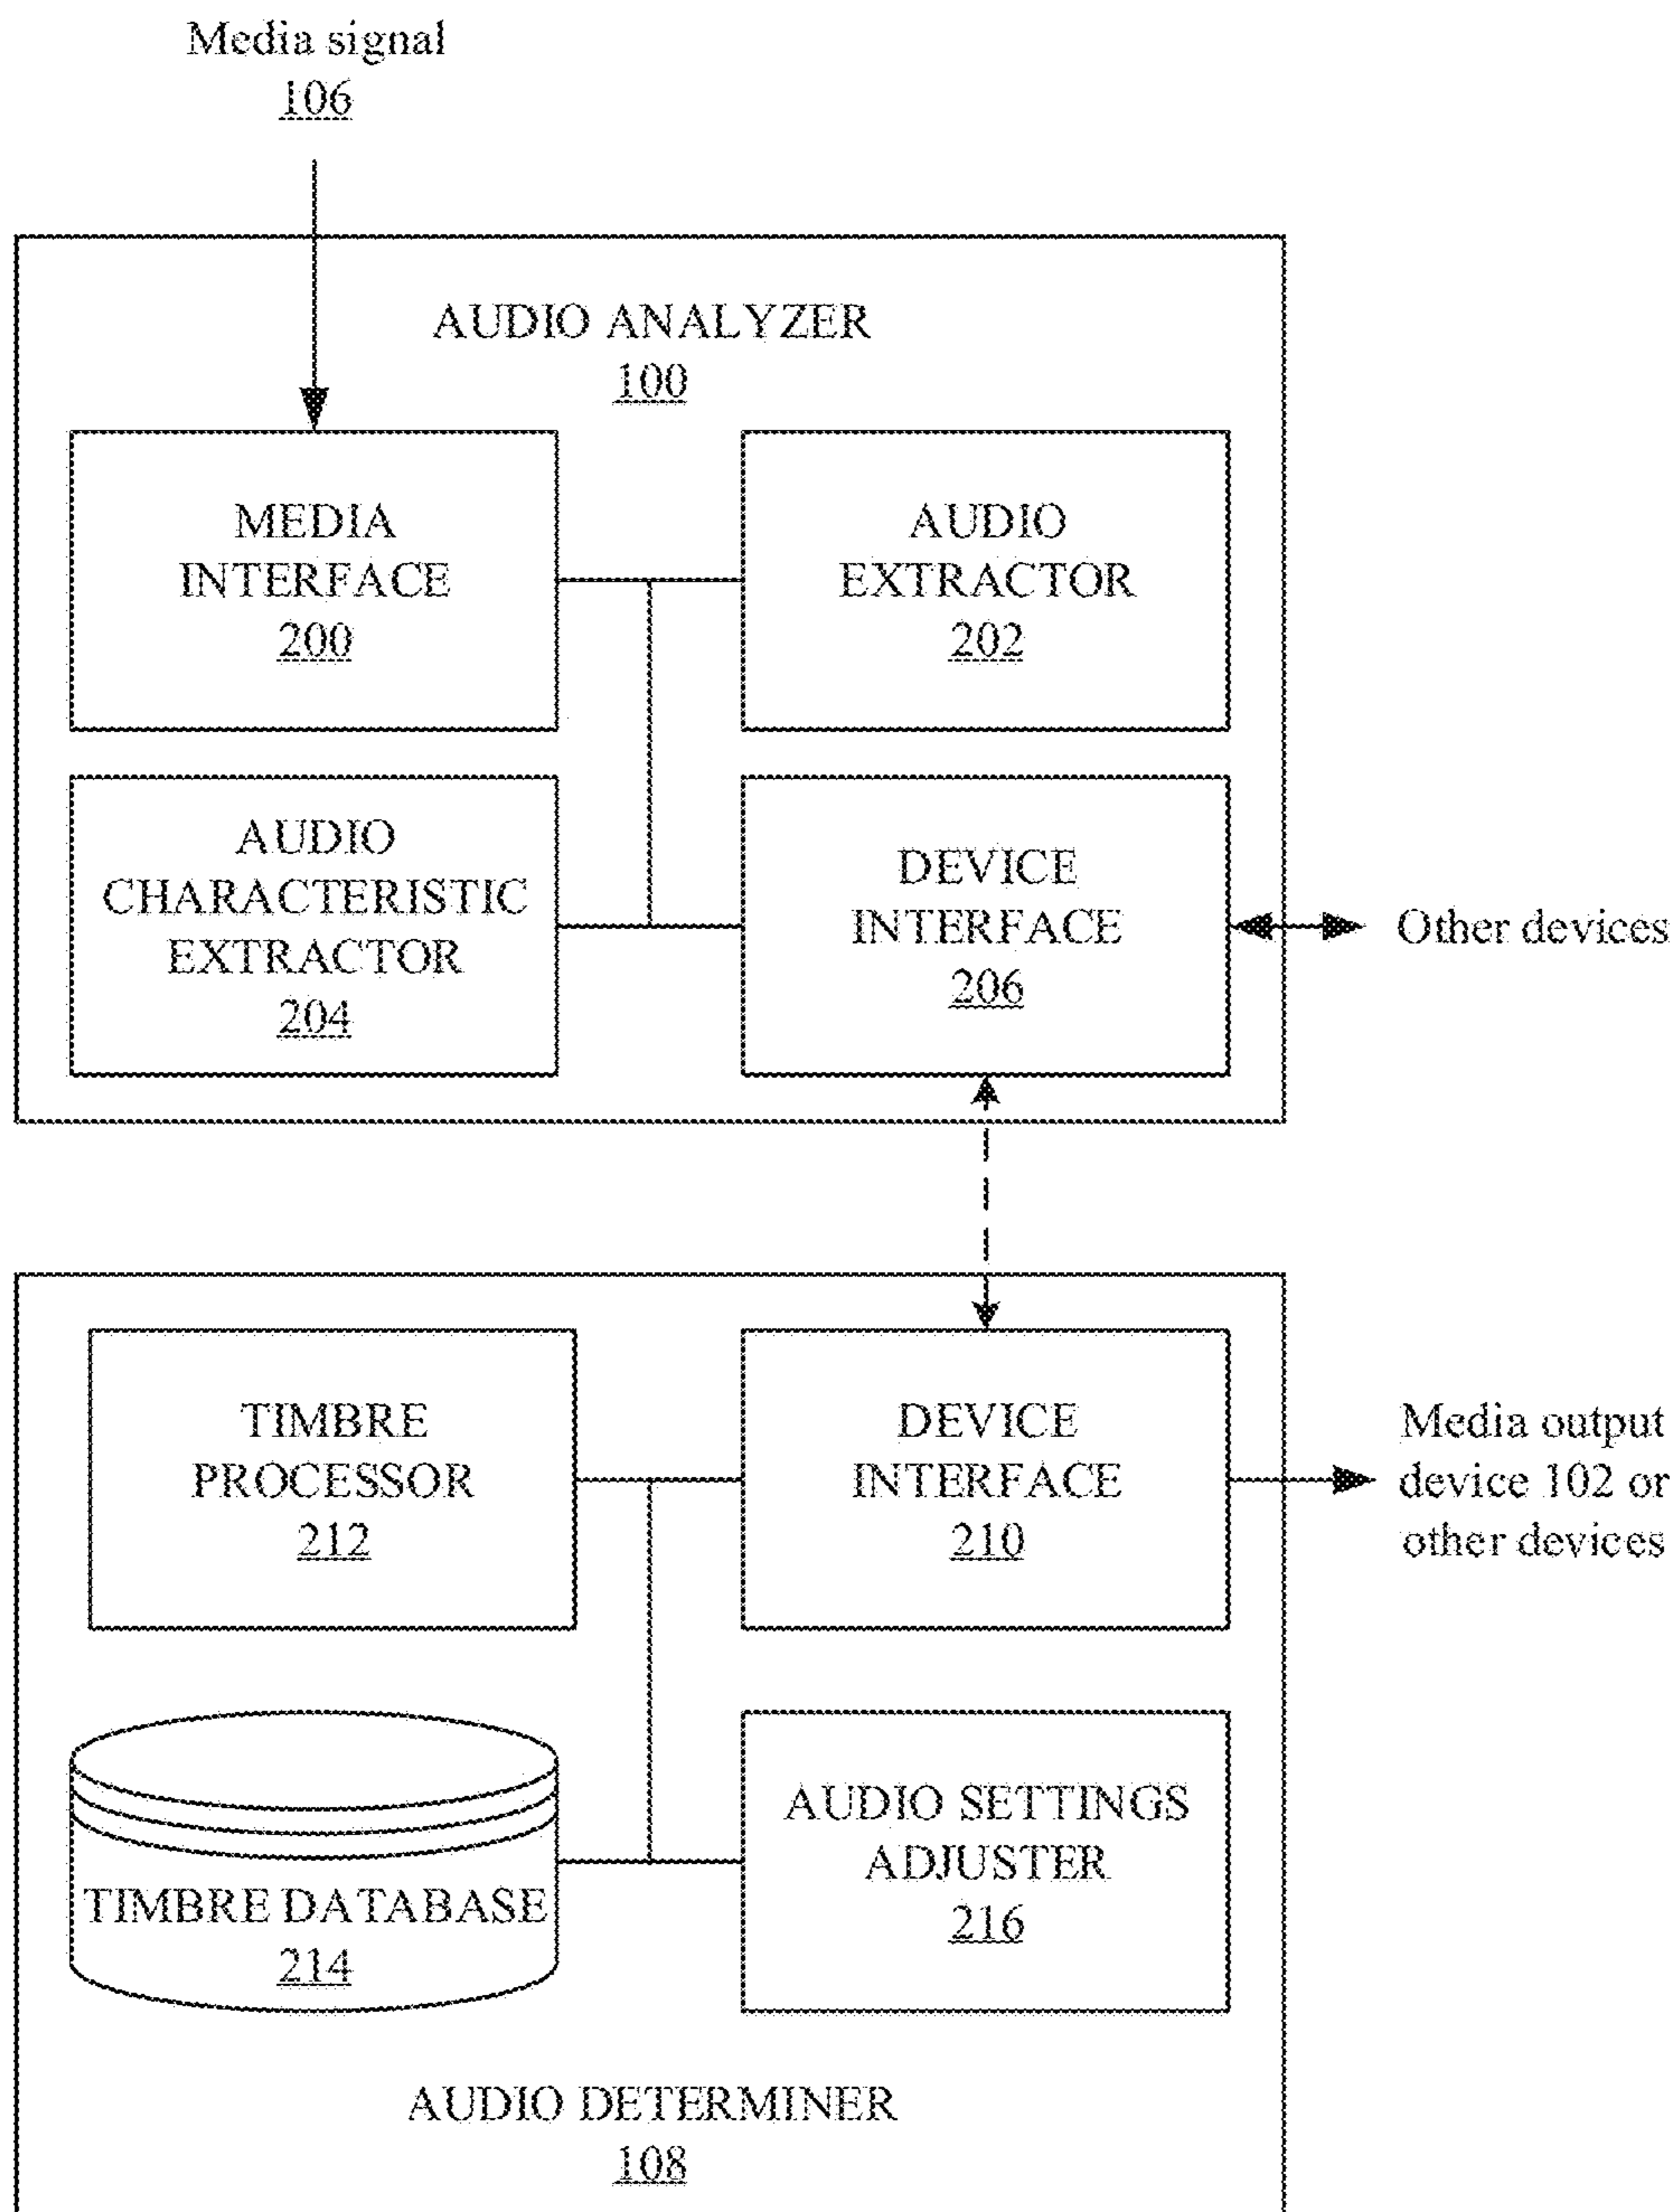 Media signal
106
AUDIO ANALYZER
100
MEDIA
INTERFACE
200
AUDIO
EXTRACTOR
202
AUDIO
CHARACTERISTIC
EXTRACTOR
204
DEVICE
INTERFACE
206
Other devices
TIMBRE
PROCESSOR
212
DEVICE
INTERFACE
210
Media output
device 102 or
other devices
TIMBRE DATABASE
214
AUDIO SETTINGS
ADJUSTER
216
AUDIO DETERMINER
108